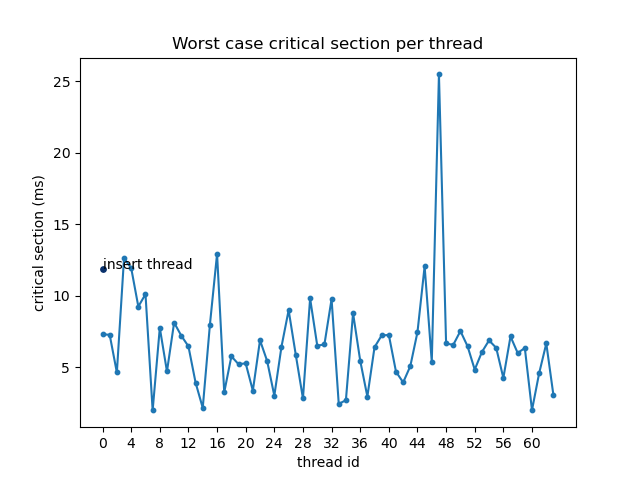 Worst case critical section per thread
critical section (ms)
25
20
15
10
5
insert thread
0 4 8 12 16 20 24 28 32 36 40 44 48 52 56 60
thread id